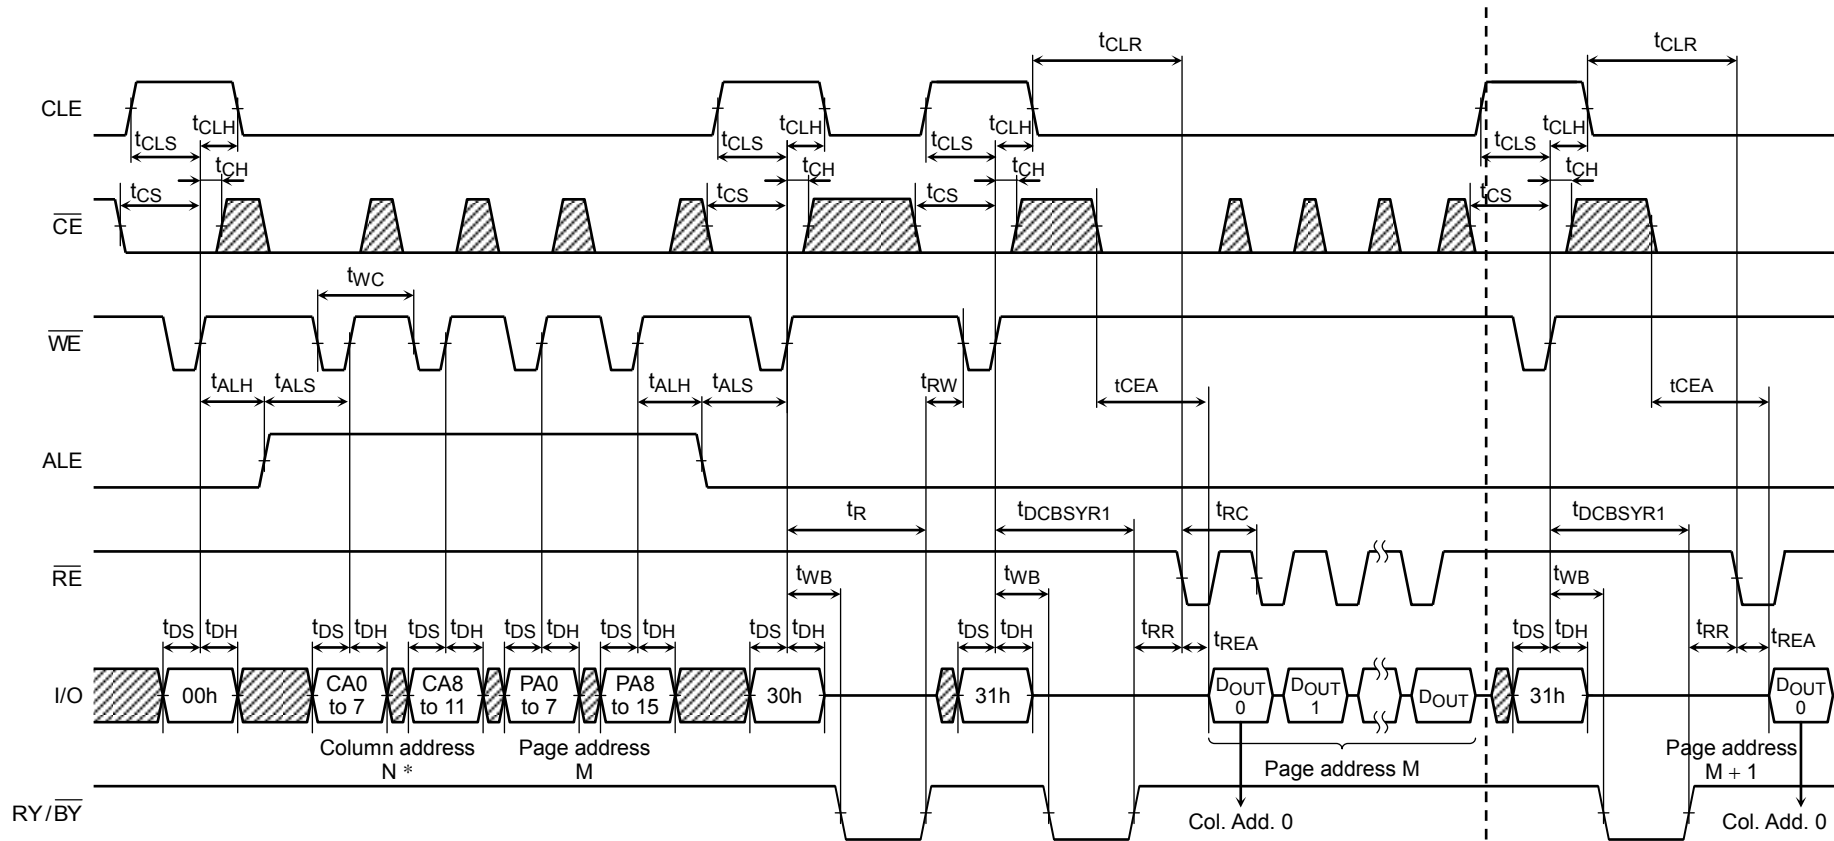 tCLR tCLR
CLE
tCLS tCLH tCLS tCLH tCLS tCLH tCLS tCLH
tCS tCH tCS tCH tCS tCH tCS tCH
CE
tWC
WE
tALH tALS tALH tALS tRW tCEA tCEA
ALE
tR tDCBSYR1 tRC tDCBSYR1
RE
tWB tWB tWB
tDS tDH tDS tDH tDS tDH tDS tDH tDS tDH tDS tDH tDS tDH tRR tREA tDS tDH tRR tREA
I/O 00h CA0 to 7 CA8 to 11 PA0 to 7 PA8 to 15 30h 31h DOUT 0 DOUT 1 DOUT 31h DOUT 0
Column address N *
Page address M
Page address M
Page address M + 1
RY/BY
Col. Add. 0 Col. Add. 0